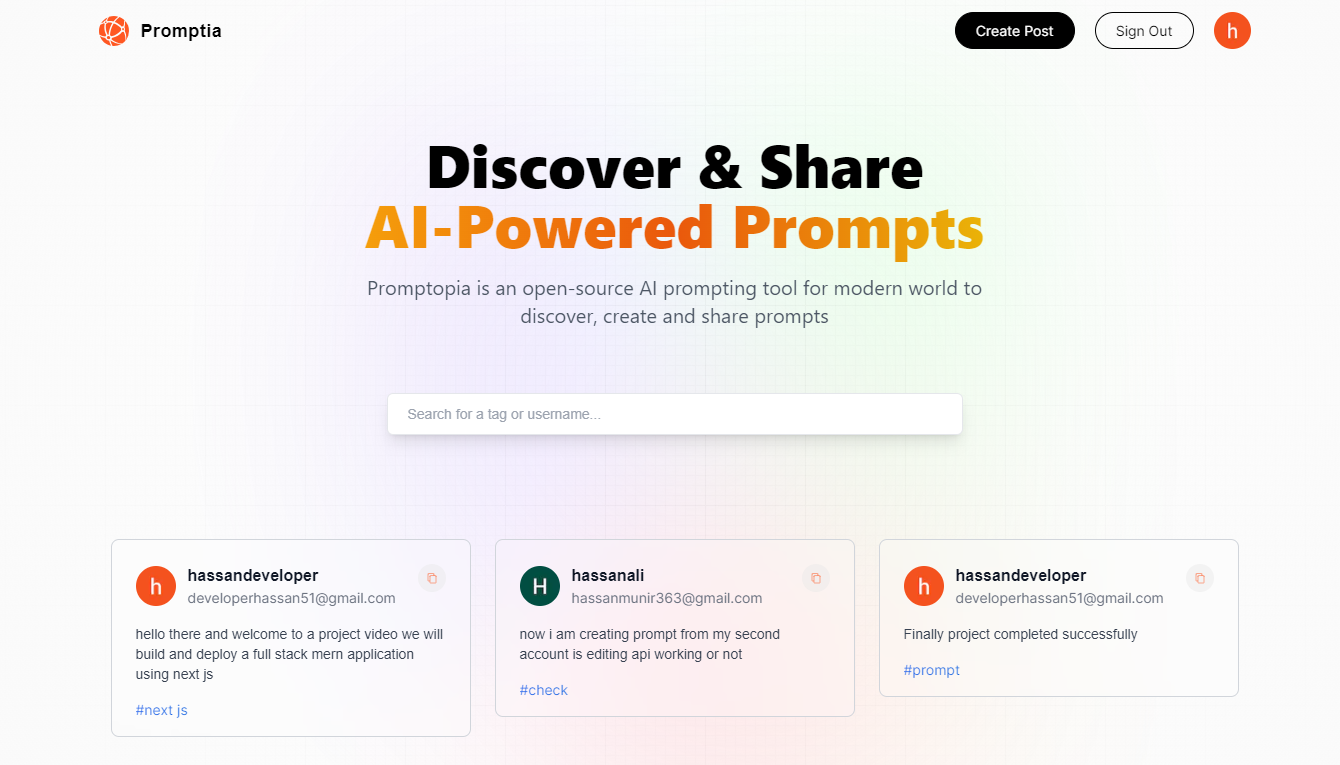 Promptia
Create Post
Sign Out
h
Discover & Share
AI-Powered Prompts
Promptopia is an open-source AI prompting tool for modern world to
discover, create and share prompts
Search for a tag or username...
h
hassandeveloper
developerhassan51@gmail.com
hello there and welcome to a project video we will
build and deploy a full stack mern application
using next js
#next js
H
hassanali
hassanmunir363@gmail.com
now i am creating prompt from my second
account is editing api working or not
#check
h
hassandeveloper
developerhassan51@gmail.com
Finally project completed successfully
#prompt